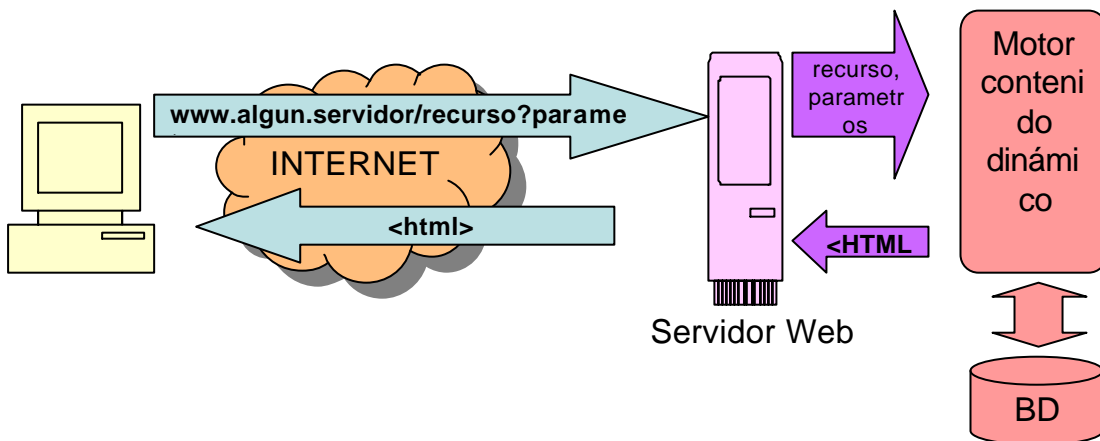 www.algun.servidor/recurso?parame
INTERNET
<html>
Servidor Web
recurso,
parametr
os
<HTML
Motor
conteni
do
dinámi
co
BD